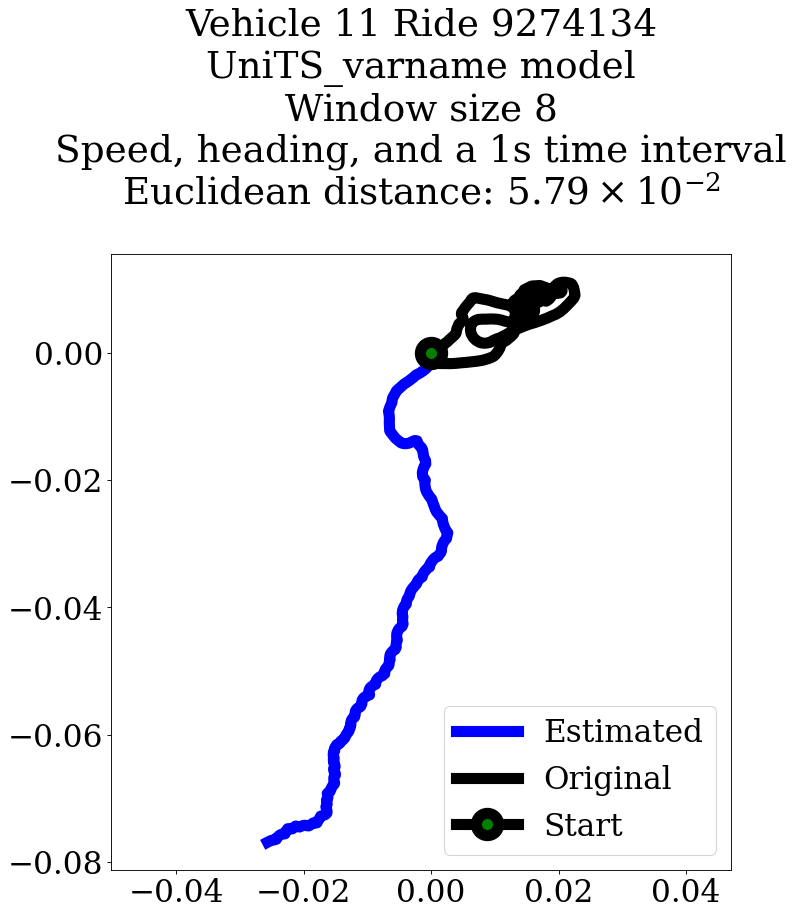 Vehicle 11 Ride 9274134
UniTS_varname model
Window size 8
Speed, heading, and a 1s time interval
Euclidean distance: 5.79 × 10⁻²
0.00
−0.02
−0.04
−0.06
−0.08
−0.04 −0.02 0.00 0.02 0.04
Estimated
Original
Start